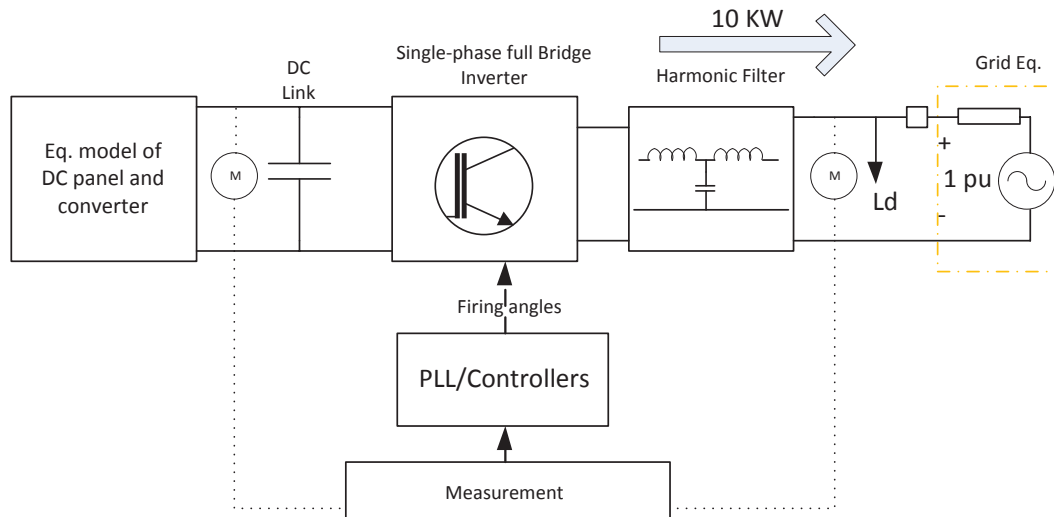 10 KW
Single-phase full Bridge
Inverter
DC
Link
Harmonic Filter
Grid Eq.
Eq. model of
DC panel and
converter
M
M
+
1 pu
-
Ld
Firing angles
PLL/Controllers
Measurement